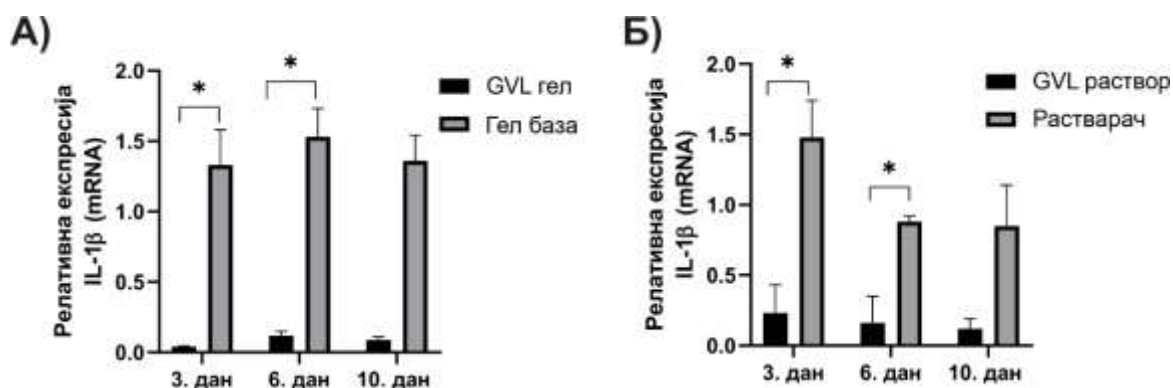 А)
Релативна експресија
IL-1β (mRNA)
2.0
1.5
1.0
0.5
0.0
*
*
3. дан
6. дан
10. дан
GVL гел
Гел база
Б)
Релативна експресија
IL-1β (mRNA)
2.0
1.5
1.0
0.5
0.0
*
*
3. дан
6. дан
10. дан
GVL раствор
Растварач